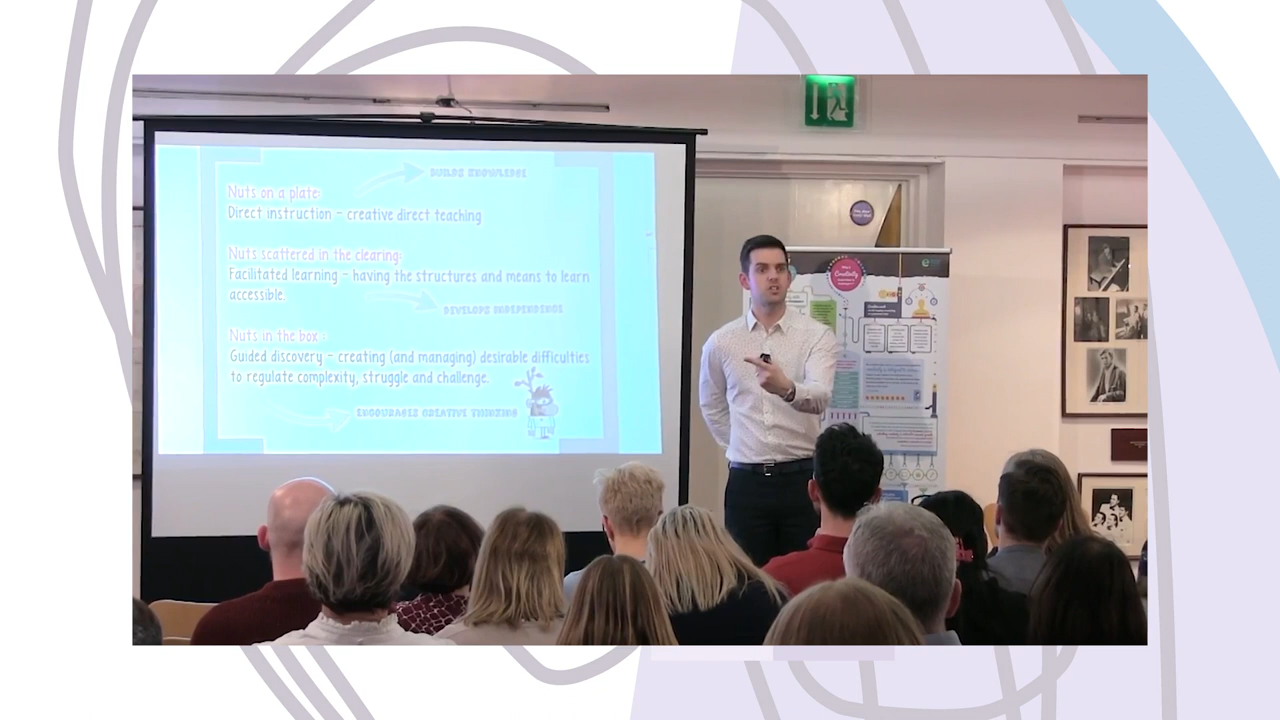 BUILDS KNOWLEDGE
Nuts on a plate:
Direct instruction – creative direct teaching
Nuts scattered in the clearing:
Facilitated learning – having the structures and means to learn
accessible.
DEVELOPS INDEPENDENCE
Nuts in the box :
Guided discovery – creating (and managing) desirable difficulties
to regulate complexity, struggle and challenge.
ENCOURAGES CREATIVE THINKING
Creativity